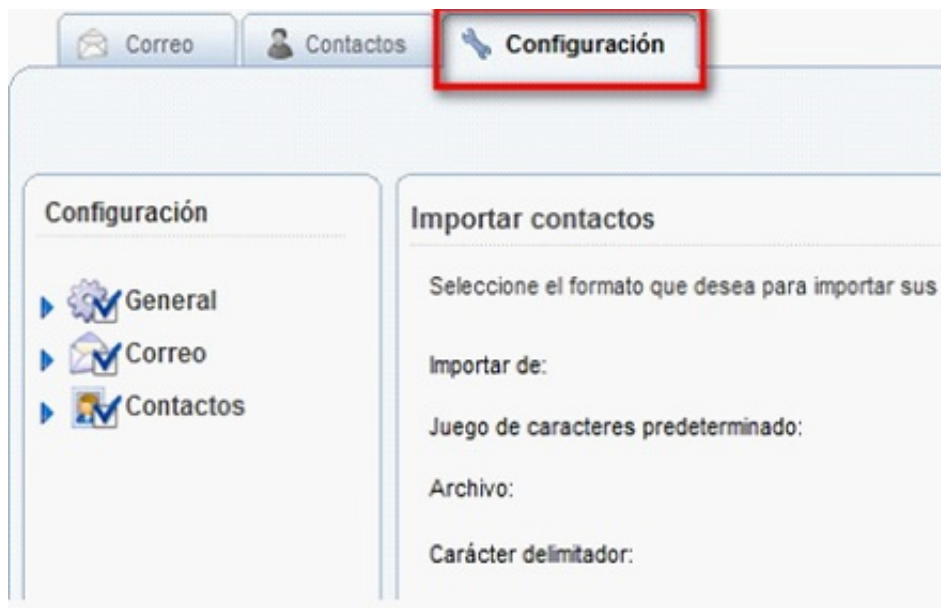 Correo
Contactos
Configuración
Configuración
General
Correo
Contactos
Importar contactos
Seleccione el formato que desea para importar sus
Importar de:
Juego de caracteres predeterminado:
Archivo:
Carácter delimitador: